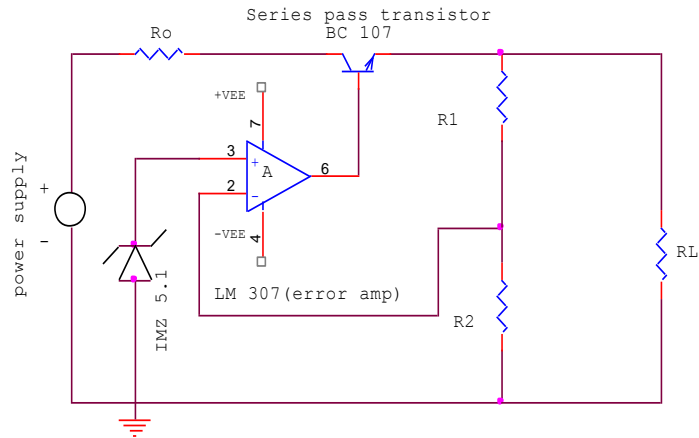 Series pass transistor
Ro
BC 107
+VEE
7
R1
3
+
A
6
2
-
power supply
+
-
-VEE
4
RL
IMZ 5.1
LM 307(error amp)
R2